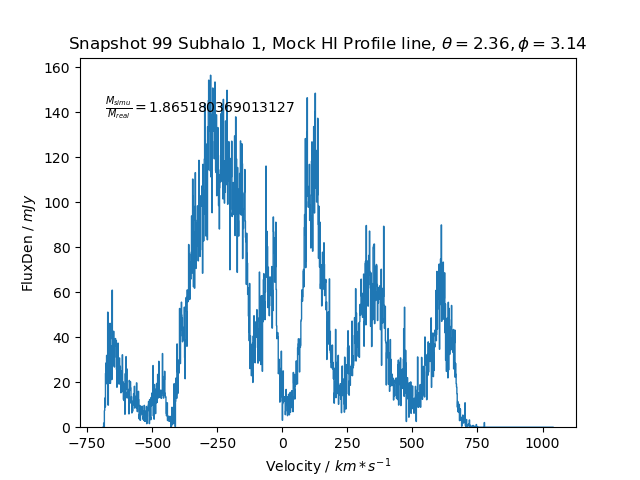 Snapshot 99 Subhalo 1, Mock HI Profile line, θ = 2.36, ϕ = 3.14
M_simu / M_real = 1.865180369013127
FluxDen / mJy
160
140
120
100
80
60
40
20
0
−750 −500 −250 0 250 500 750 1000
Velocity / km * s⁻¹